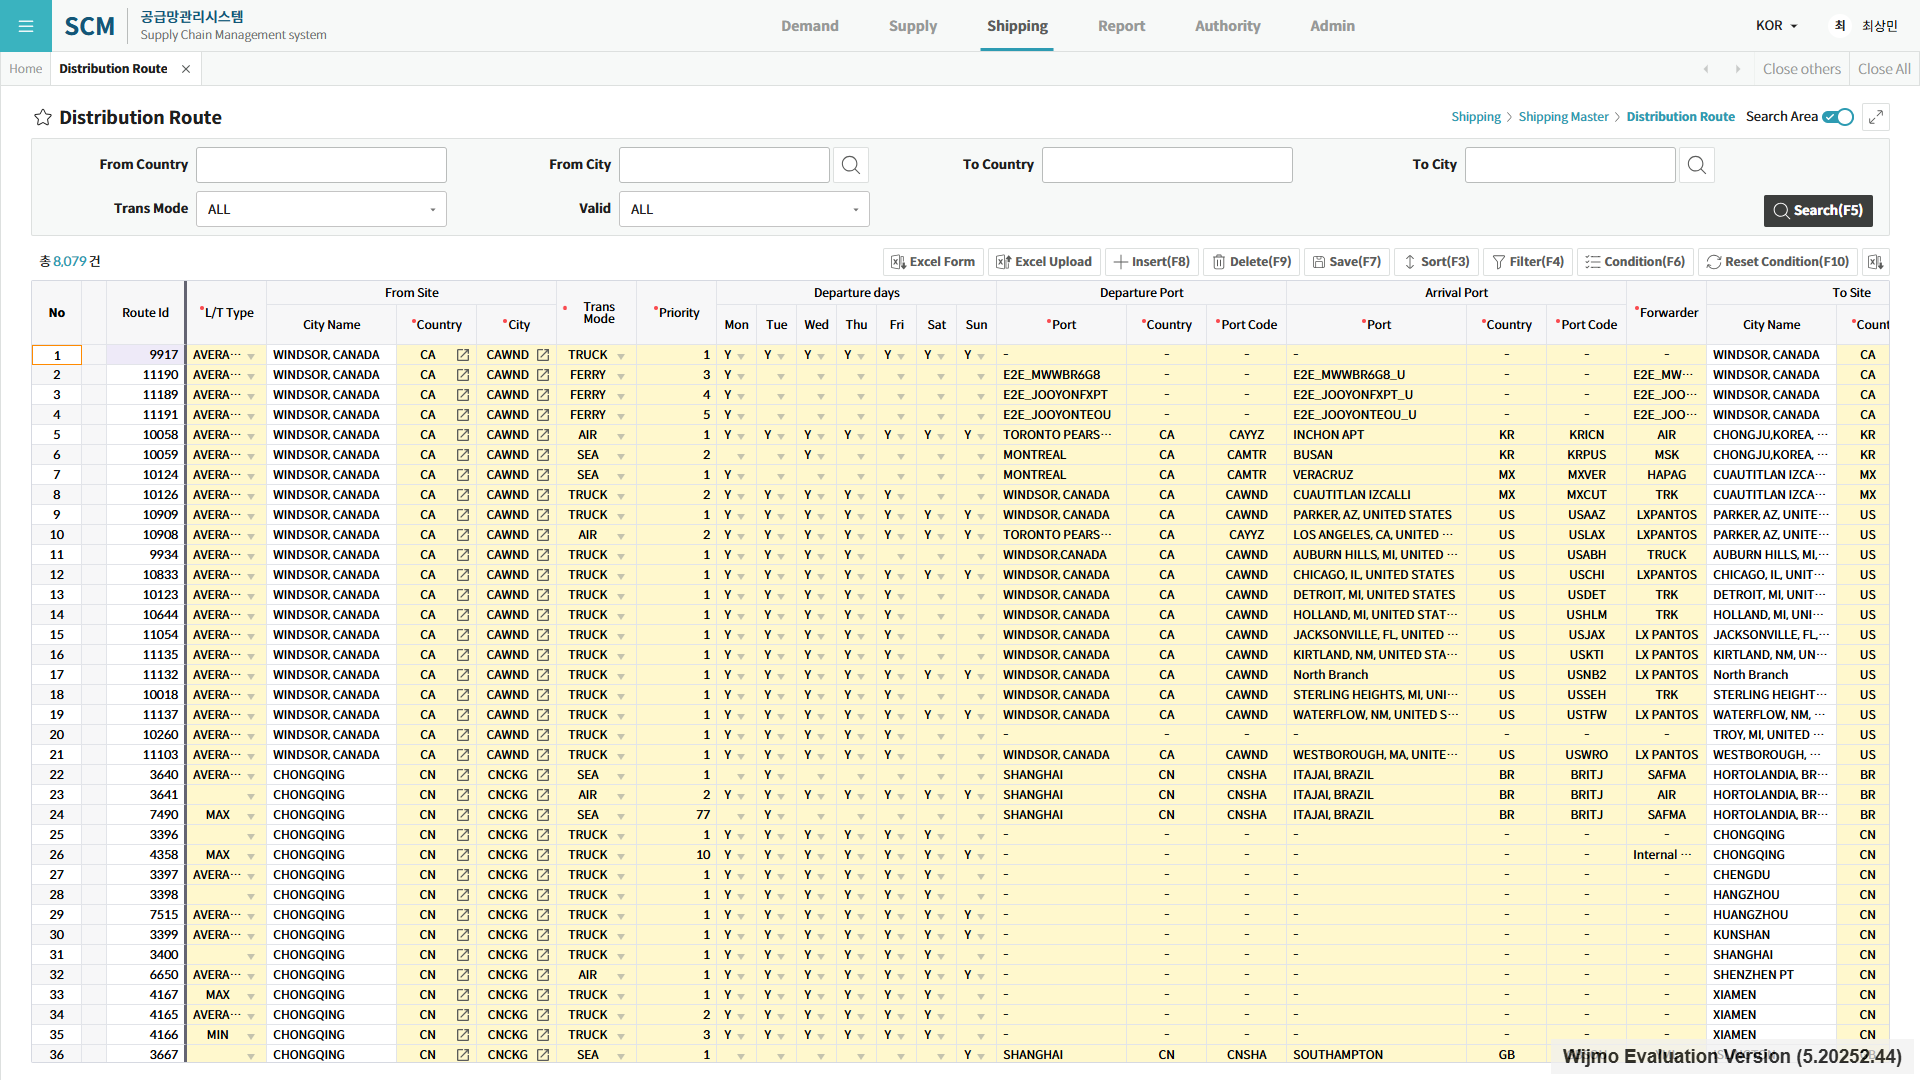 SCM 공급망관리시스템 Supply Chain Management system
Demand Supply Shipping Report Authority Admin
KOR 최 최상민
Home Distribution Route Close others Close All
Distribution Route
Shipping > Shipping Master > Distribution Route Search Area
From Country From City To Country To City
Trans Mode ALL Valid ALL Search(F5)
총 8,079 건
Excel Form Excel Upload Insert(F8) Delete(F9) Save(F7) Sort(F3) Filter(F4) Condition(F6) Reset Condition(F10)
No Route Id *L/T Type From Site *Trans Mode *Priority Departure days Departure Port Arrival Port *Forwarder To Site
City Name *Country *City Mon Tue Wed Thu Fri Sat Sun *Port *Country *Port Code *Port *Country *Port Code City Name *Count
1 9917 AVERA··· WINDSOR, CANADA CA CAWND TRUCK 1 Y Y Y Y Y Y Y - - - - - - - WINDSOR, CANADA CA
2 11190 AVERA··· WINDSOR, CANADA CA CAWND FERRY 3 Y E2E_MWWBR6G8 - - E2E_MWWBR6G8_U - - E2E_MW··· WINDSOR, CANADA CA
3 11189 AVERA··· WINDSOR, CANADA CA CAWND FERRY 4 Y E2E_JOOYONFXPT - - E2E_JOOYONFXPT_U - - E2E_JOO··· WINDSOR, CANADA CA
4 11191 AVERA··· WINDSOR, CANADA CA CAWND FERRY 5 Y E2E_JOOYONTEOU - - E2E_JOOYONTEOU_U - - E2E_JOO··· WINDSOR, CANADA CA
5 10058 AVERA··· WINDSOR, CANADA CA CAWND AIR 1 Y Y Y Y Y Y Y TORONTO PEARS··· CA CAYYZ INCHON APT KR KRICN AIR CHONGJU,KOREA, ··· KR
6 10059 AVERA··· WINDSOR, CANADA CA CAWND SEA 2 Y MONTREAL CA CAMTR BUSAN KR KRPUS MSK CHONGJU,KOREA, ··· KR
7 10124 AVERA··· WINDSOR, CANADA CA CAWND SEA 1 Y MONTREAL CA CAMTR VERACRUZ MX MXVER HAPAG CUAUTITLAN IZCA··· MX
8 10126 AVERA··· WINDSOR, CANADA CA CAWND TRUCK 2 Y Y Y Y Y WINDSOR, CANADA CA CAWND CUAUTITLAN IZCALLI MX MXCUT TRK CUAUTITLAN IZCA··· MX
9 10909 AVERA··· WINDSOR, CANADA CA CAWND TRUCK 1 Y Y Y Y Y Y Y WINDSOR, CANADA CA CAWND PARKER, AZ, UNITED STATES US USAAZ LXPANTOS PARKER, AZ, UNITE··· US
10 10908 AVERA··· WINDSOR, CANADA CA CAWND AIR 2 Y Y Y Y Y Y Y TORONTO PEARS··· CA CAYYZ LOS ANGELES, CA, UNITED ··· US USLAX LXPANTOS PARKER, AZ, UNITE··· US
11 9934 AVERA··· WINDSOR, CANADA CA CAWND TRUCK 1 Y Y Y Y WINDSOR,CANADA CA CAWND AUBURN HILLS, MI, UNITED ··· US USABH TRUCK AUBURN HILLS, MI,··· US
12 10833 AVERA··· WINDSOR, CANADA CA CAWND TRUCK 1 Y Y Y Y Y Y Y WINDSOR, CANADA CA CAWND CHICAGO, IL, UNITED STATES US USCHI LXPANTOS CHICAGO, IL, UNIT··· US
13 10123 AVERA··· WINDSOR, CANADA CA CAWND TRUCK 1 Y Y Y Y Y WINDSOR, CANADA CA CAWND DETROIT, MI, UNITED STATES US USDET TRK DETROIT, MI, UNIT··· US
14 10644 AVERA··· WINDSOR, CANADA CA CAWND TRUCK 1 Y Y Y Y Y WINDSOR, CANADA CA CAWND HOLLAND, MI, UNITED STAT··· US USHLM TRK HOLLAND, MI, UNI··· US
15 11054 AVERA··· WINDSOR, CANADA CA CAWND TRUCK 1 Y Y Y Y Y WINDSOR, CANADA CA CAWND JACKSONVILLE, FL, UNITED ··· US USJAX LX PANTOS JACKSONVILLE, FL,··· US
16 11135 AVERA··· WINDSOR, CANADA CA CAWND TRUCK 1 Y Y Y Y Y WINDSOR, CANADA CA CAWND KIRTLAND, NM, UNITED STA··· US USKTI LX PANTOS KIRTLAND, NM, UN··· US
17 11132 AVERA··· WINDSOR, CANADA CA CAWND TRUCK 1 Y Y Y Y Y Y Y WINDSOR, CANADA CA CAWND North Branch US USNB2 LX PANTOS North Branch US
18 10018 AVERA··· WINDSOR, CANADA CA CAWND TRUCK 1 Y Y Y Y Y WINDSOR, CANADA CA CAWND STERLING HEIGHTS, MI, UNI··· US USSEH TRK STERLING HEIGHT··· US
19 11137 AVERA··· WINDSOR, CANADA CA CAWND TRUCK 1 Y Y Y Y Y Y Y WINDSOR, CANADA CA CAWND WATERFLOW, NM, UNITED S··· US USTFW LX PANTOS WATERFLOW, NM, ··· US
20 10260 AVERA··· WINDSOR, CANADA CA CAWND TRUCK 1 Y Y Y Y Y - - - - - - - TROY, MI, UNITED ··· US
21 11103 AVERA··· WINDSOR, CANADA CA CAWND TRUCK 1 Y Y Y Y Y WINDSOR, CANADA CA CAWND WESTBOROUGH, MA, UNITE··· US USWRO LX PANTOS WESTBOROUGH, ··· US
22 3640 AVERA··· CHONGQING CN CNCKG SEA 1 Y SHANGHAI CN CNSHA ITAJAI, BRAZIL BR BRITJ SAFMA HORTOLANDIA, BR··· BR
23 3641 CHONGQING CN CNCKG AIR 2 Y Y Y Y Y Y Y SHANGHAI CN CNSHA ITAJAI, BRAZIL BR BRITJ AIR HORTOLANDIA, BR··· BR
24 7490 MAX CHONGQING CN CNCKG SEA 77 Y SHANGHAI CN CNSHA ITAJAI, BRAZIL BR BRITJ SAFMA HORTOLANDIA, BR··· BR
25 3396 CHONGQING CN CNCKG TRUCK 1 Y Y Y Y Y Y - - - - - - - CHONGQING CN
26 4358 MAX CHONGQING CN CNCKG TRUCK 10 Y Y Y Y Y Y Y - - - - - - Internal ··· CHONGQING CN
27 3397 AVERA··· CHONGQING CN CNCKG TRUCK 1 Y Y Y Y Y Y - - - - - - - CHENGDU CN
28 3398 CHONGQING CN CNCKG TRUCK 1 Y Y Y Y Y Y - - - - - - - HANGZHOU CN
29 7515 AVERA··· CHONGQING CN CNCKG TRUCK 1 Y Y Y Y Y Y Y - - - - - - - HUANGZHOU CN
30 3399 AVERA··· CHONGQING CN CNCKG TRUCK 1 Y Y Y Y Y Y Y - - - - - - - KUNSHAN CN
31 3400 CHONGQING CN CNCKG TRUCK 1 Y Y Y Y Y Y - - - - - - - SHANGHAI CN
32 6650 AVERA··· CHONGQING CN CNCKG AIR 1 Y Y Y Y Y Y Y - - - - - - - SHENZHEN PT CN
33 4167 MAX CHONGQING CN CNCKG TRUCK 1 Y Y Y Y Y Y - - - - - - - XIAMEN CN
34 4165 AVERA··· CHONGQING CN CNCKG TRUCK 2 Y Y Y Y Y Y - - - - - - - XIAMEN CN
35 4166 MIN CHONGQING CN CNCKG TRUCK 3 Y Y Y Y Y Y - - - - - - - XIAMEN CN
36 3667 CHONGQING CN CNCKG SEA 1 Y SHANGHAI CN CNSHA SOUTHAMPTON GB
Wijmo Evaluation Version (5.20252.44)